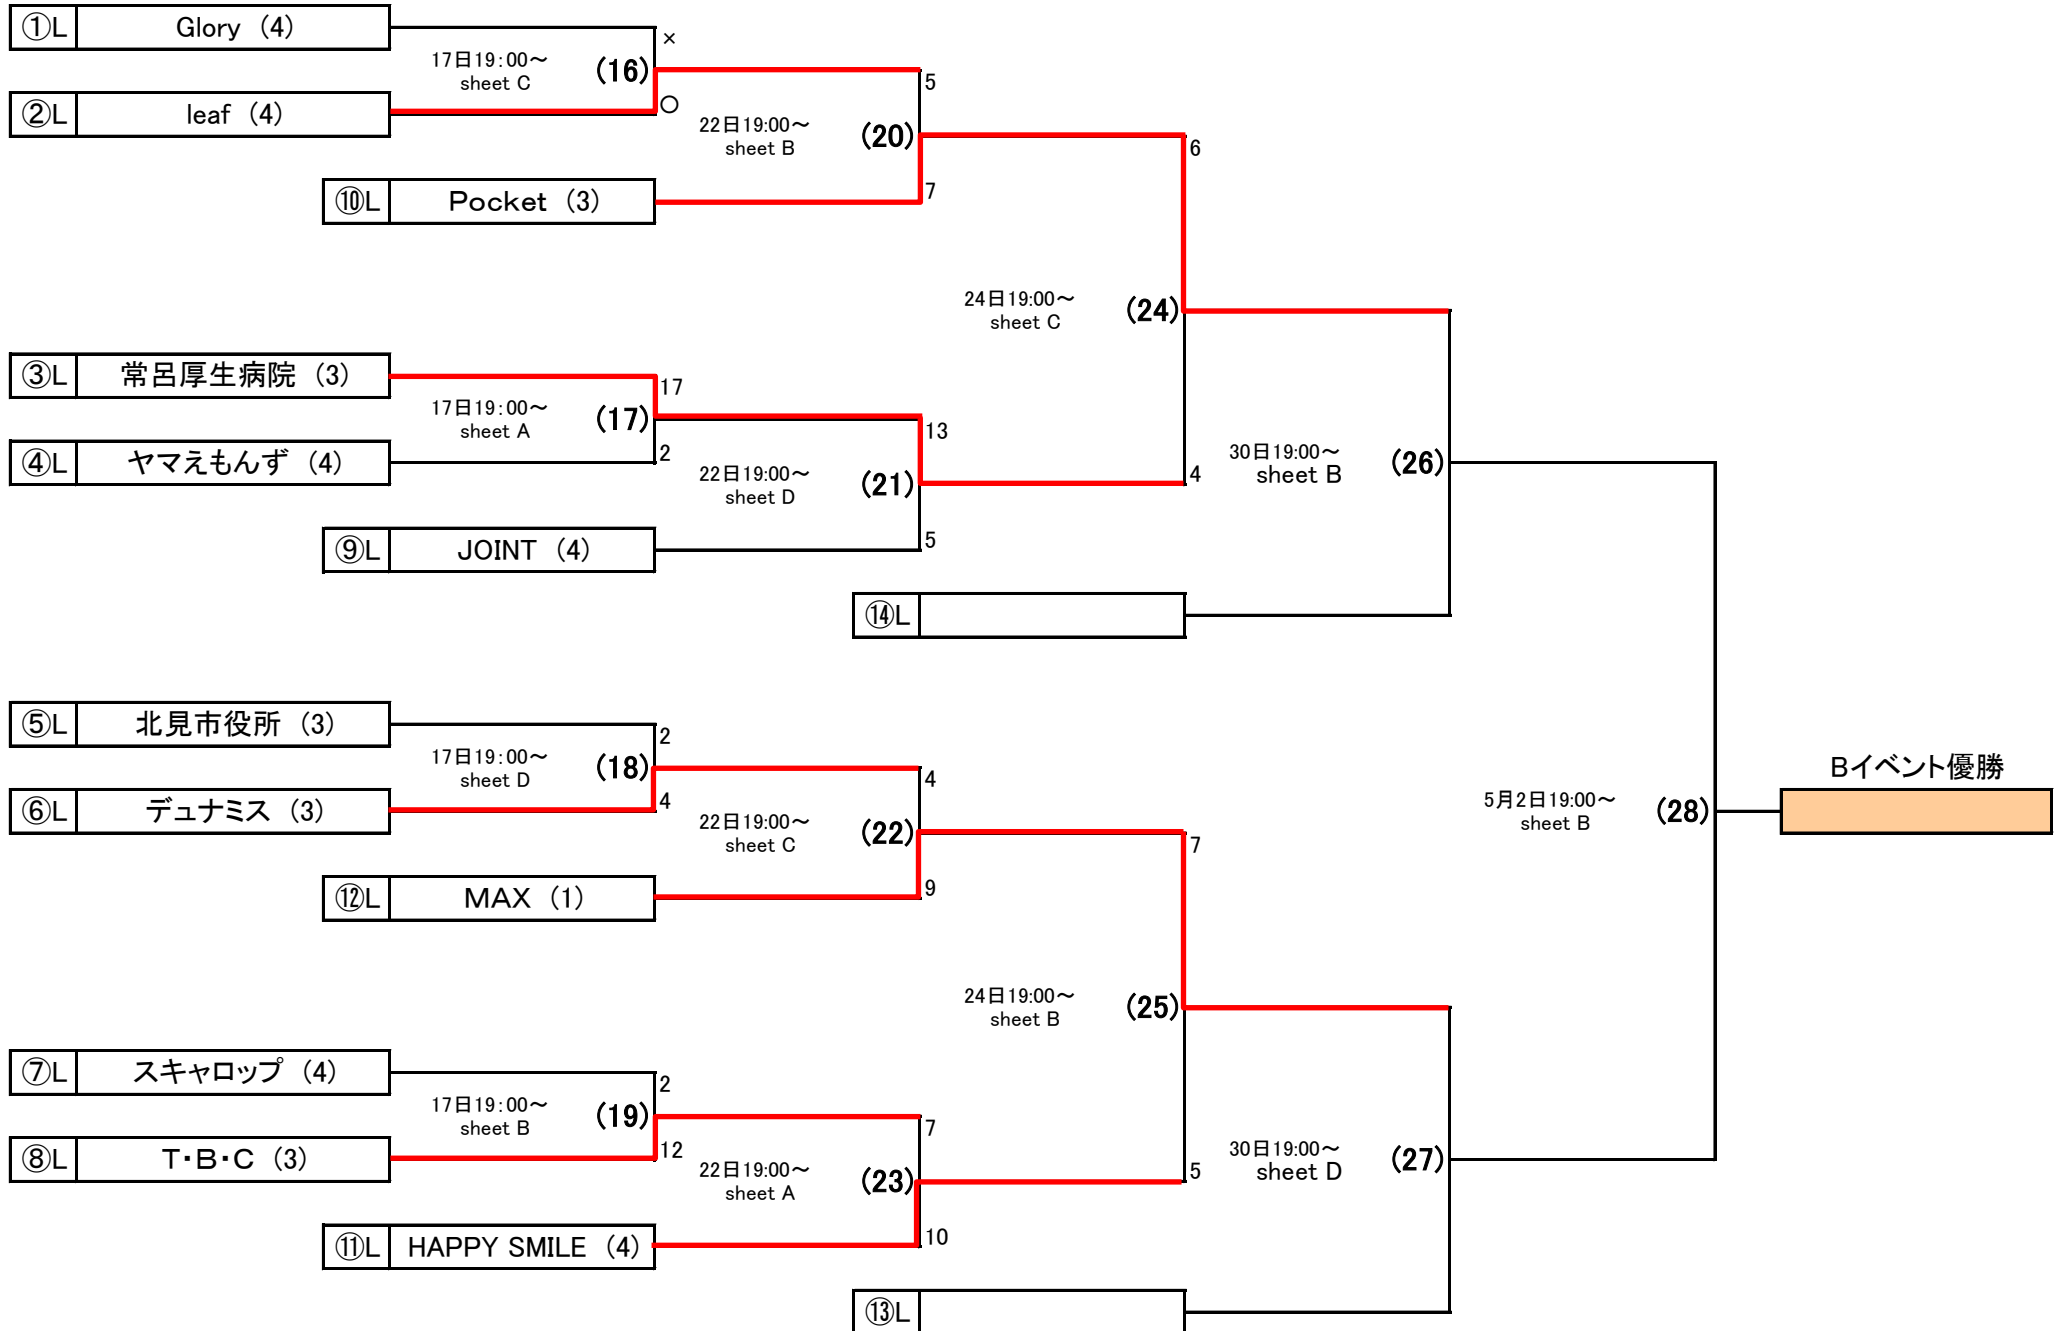 ①L Glory (4)
×
17日19:00～
sheet C
(16)
5
○
②L leaf (4)
22日19:00～
sheet B
(20)
6
7
⑩L Pocket (3)
24日19:00～
sheet C
(24)
③L 常呂厚生病院 (3)
17
17日19:00～
sheet A
(17)
13
④L ヤマえもんず (4)
2
22日19:00～
sheet D
(21)
4
30日19:00～
sheet B
(26)
5
⑨L JOINT (4)
⑭L
⑤L 北見市役所 (3)
2
17日19:00～
sheet D
(18)
4
Bイベント優勝
⑥L デュナミス (3)
4
22日19:00～
sheet C
(22)
7
5月2日19:00～
sheet B
(28)
9
⑫L MAX (1)
24日19:00～
sheet B
(25)
⑦L スキャロップ (4)
2
17日19:00～
sheet B
(19)
7
⑧L T・B・C (3)
12
22日19:00～
sheet A
(23)
5
30日19:00～
sheet D
(27)
10
⑪L HAPPY SMILE (4)
⑬L